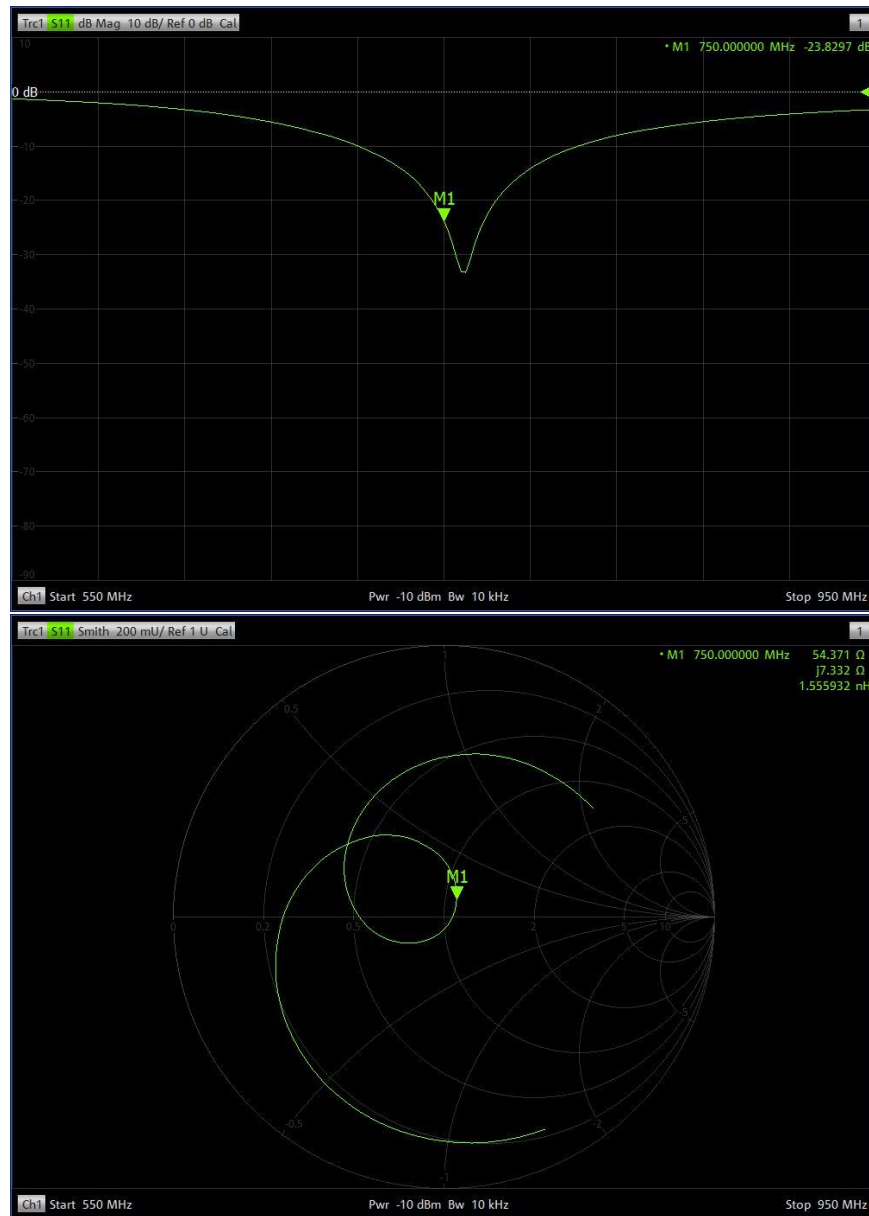 Trc1 S11 dB Mag 10 dB/ Ref 0 dB Cal 1
10
• M1 750.000000 MHz -23.8297 dB
0 dB
-10
-20
M1
-30
-40
-50
-60
-70
-80
-90
Ch1 Start 550 MHz Pwr -10 dBm Bw 10 kHz Stop 950 MHz
Trc1 S11 Smith 200 mU/ Ref 1 U Cal 1
• M1 750.000000 MHz 54.371 Ω
j7.332 Ω
1.555932 nH
1
0.5 2
5
M1
0 0.2 0.5 1 2 5 10
-5
-0.5 -2
-1
Ch1 Start 550 MHz Pwr -10 dBm Bw 10 kHz Stop 950 MHz